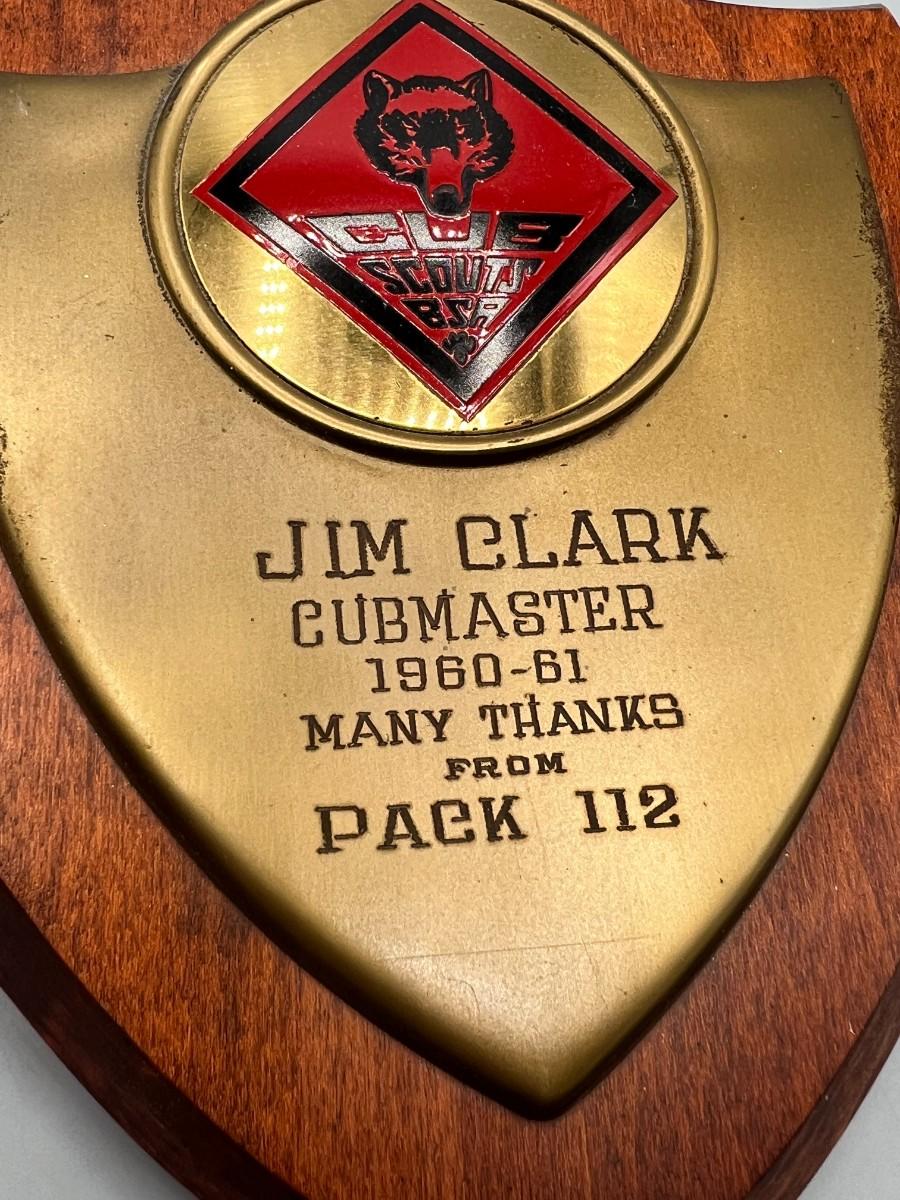 CUB
SCOUTS
BSA
JIM CLARK
CUBMASTER
1960-61
MANY THANKS
FROM
PACK 112